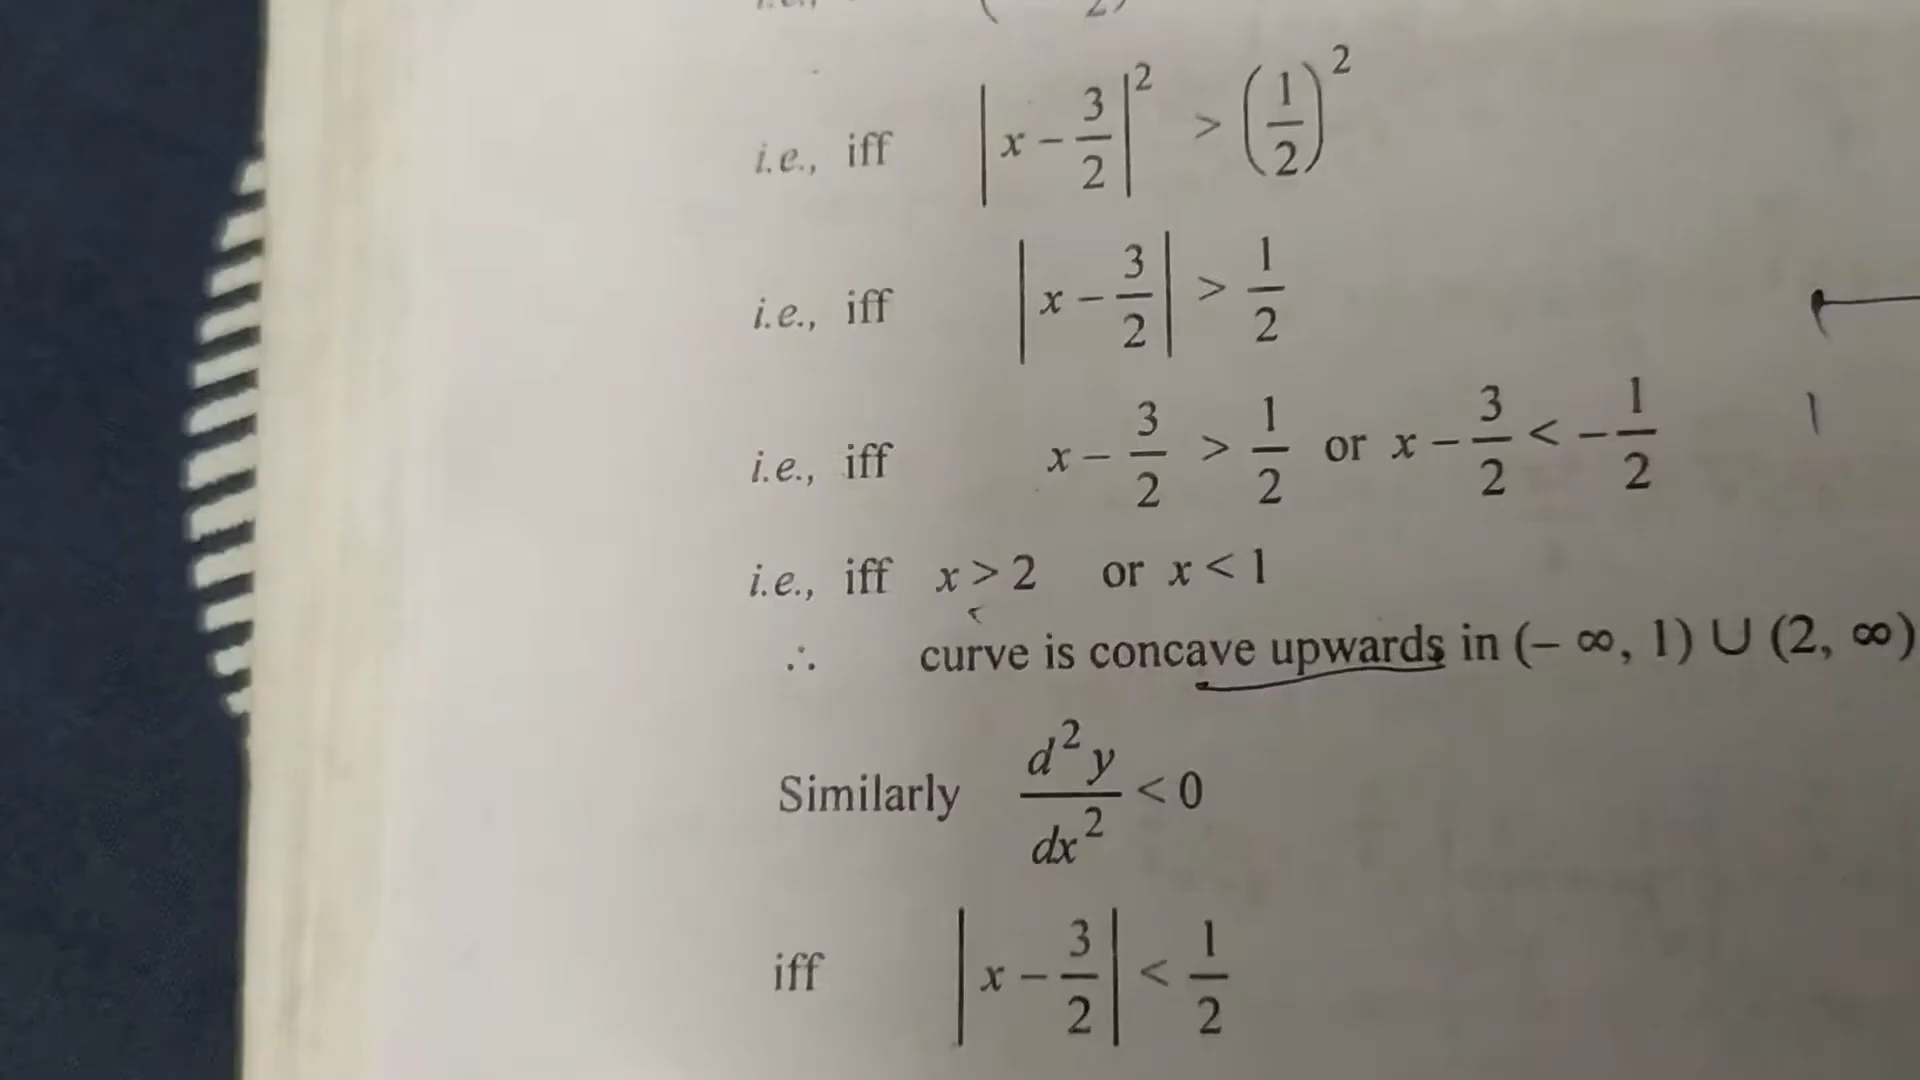 i.e., iff |x - 3/2|² > (1/2)²
i.e., iff |x - 3/2| > 1/2
i.e., iff x - 3/2 > 1/2 or x - 3/2 < - 1/2
i.e., iff x > 2 or x < 1
∴ curve is concave upwards in (- ∞, 1) ∪ (2, ∞)
Similarly d²y/dx² < 0
iff |x - 3/2| < 1/2